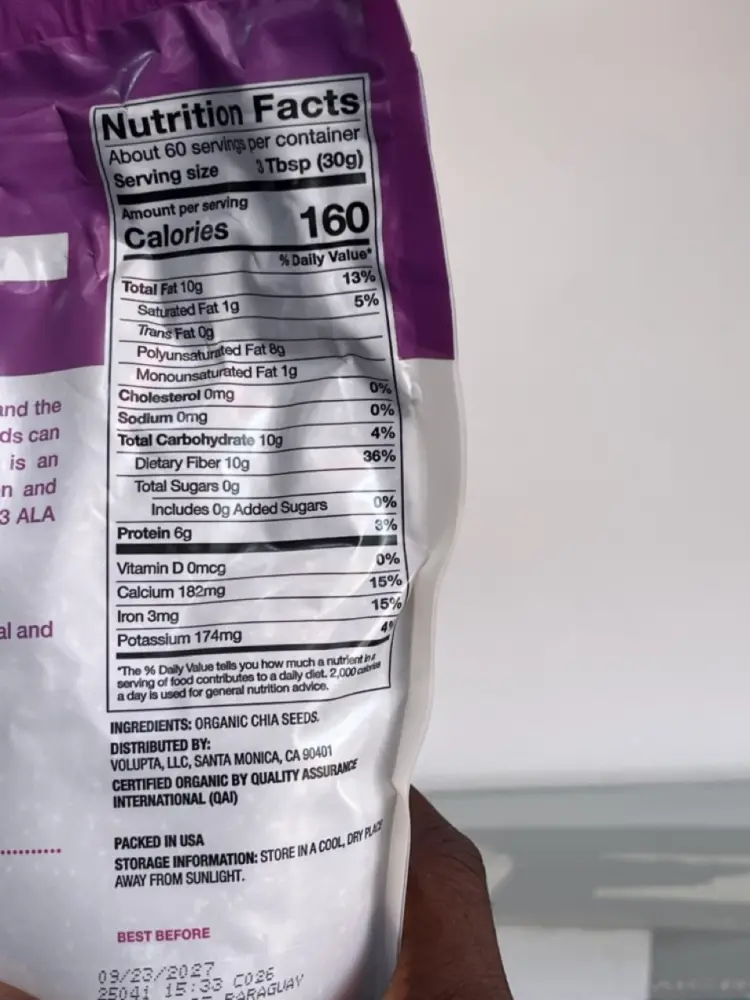 Nutrition Facts
About 60 servings per container
Serving size 3 Tbsp (30g)
Amount per serving
Calories 160
% Daily Value*
Total Fat 10g 13%
Saturated Fat 1g 5%
Trans Fat 0g
Polyunsaturated Fat 8g
Monounsaturated Fat 1g
Cholesterol 0mg 0%
Sodium 0mg 0%
Total Carbohydrate 10g 4%
Dietary Fiber 10g 36%
Total Sugars 0g
Includes 0g Added Sugars 0%
Protein 6g 3%
Vitamin D 0mcg 0%
Calcium 182mg 15%
Iron 3mg 15%
Potassium 174mg 4%
*The % Daily Value tells you how much a nutrient in a
serving of food contributes to a daily diet. 2,000 calories
a day is used for general nutrition advice.
INGREDIENTS: ORGANIC CHIA SEEDS.
DISTRIBUTED BY:
VOLUPTA, LLC, SANTA MONICA, CA 90401
CERTIFIED ORGANIC BY QUALITY ASSURANCE
INTERNATIONAL (QAI)
PACKED IN USA
STORAGE INFORMATION: STORE IN A COOL, DRY PLACE
AWAY FROM SUNLIGHT.
BEST BEFORE
09/23/2027
25041 15:33 C026
PARAGUAY
and the
ds can
is an
n and
3 ALA
al and